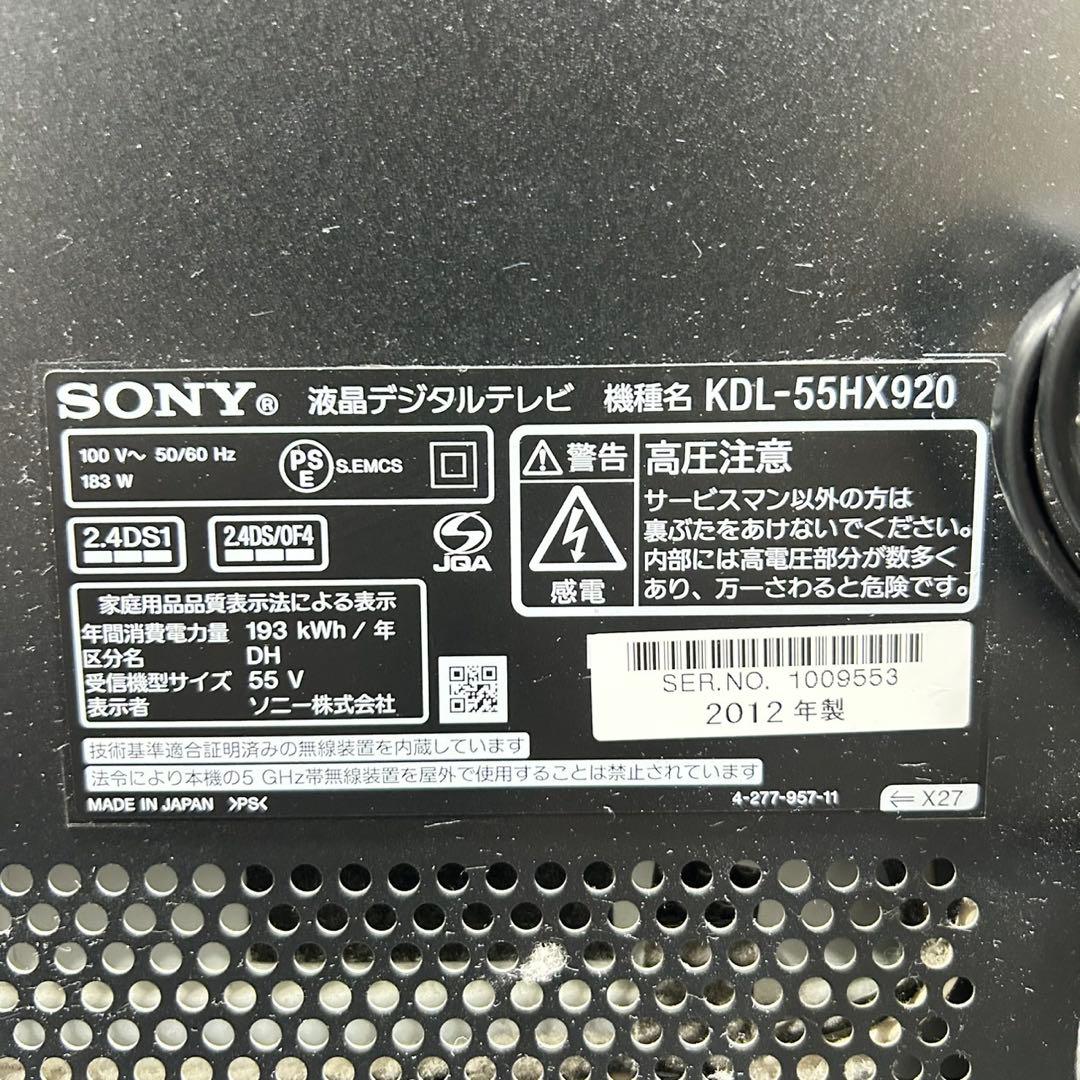 SONY® 液晶デジタルテレビ 機種名 KDL-55HX920
100 V～ 50/60 Hz
183 W
PS
E
S.EMCS
2.4DS1
2.4DS/OF4
JQA
警告
感電
高圧注意
サービスマン以外の方は
裏ぶたをあけないでください。
内部には高電圧部分が数多く
あり、万一さわると危険です。
家庭用品品質表示法による表示
年間消費電力量 193 kWh / 年
区分名 DH
受信機型サイズ 55 V
表示者 ソニー株式会社
SER.NO. 1009553
2012 年製
技術基準適合証明済みの無線装置を内蔵しています
法令により本機の5 GHz帯無線装置を屋外で使用することは禁止されています
MADE IN JAPAN >PS<
4-277-957-11
⇐ X27